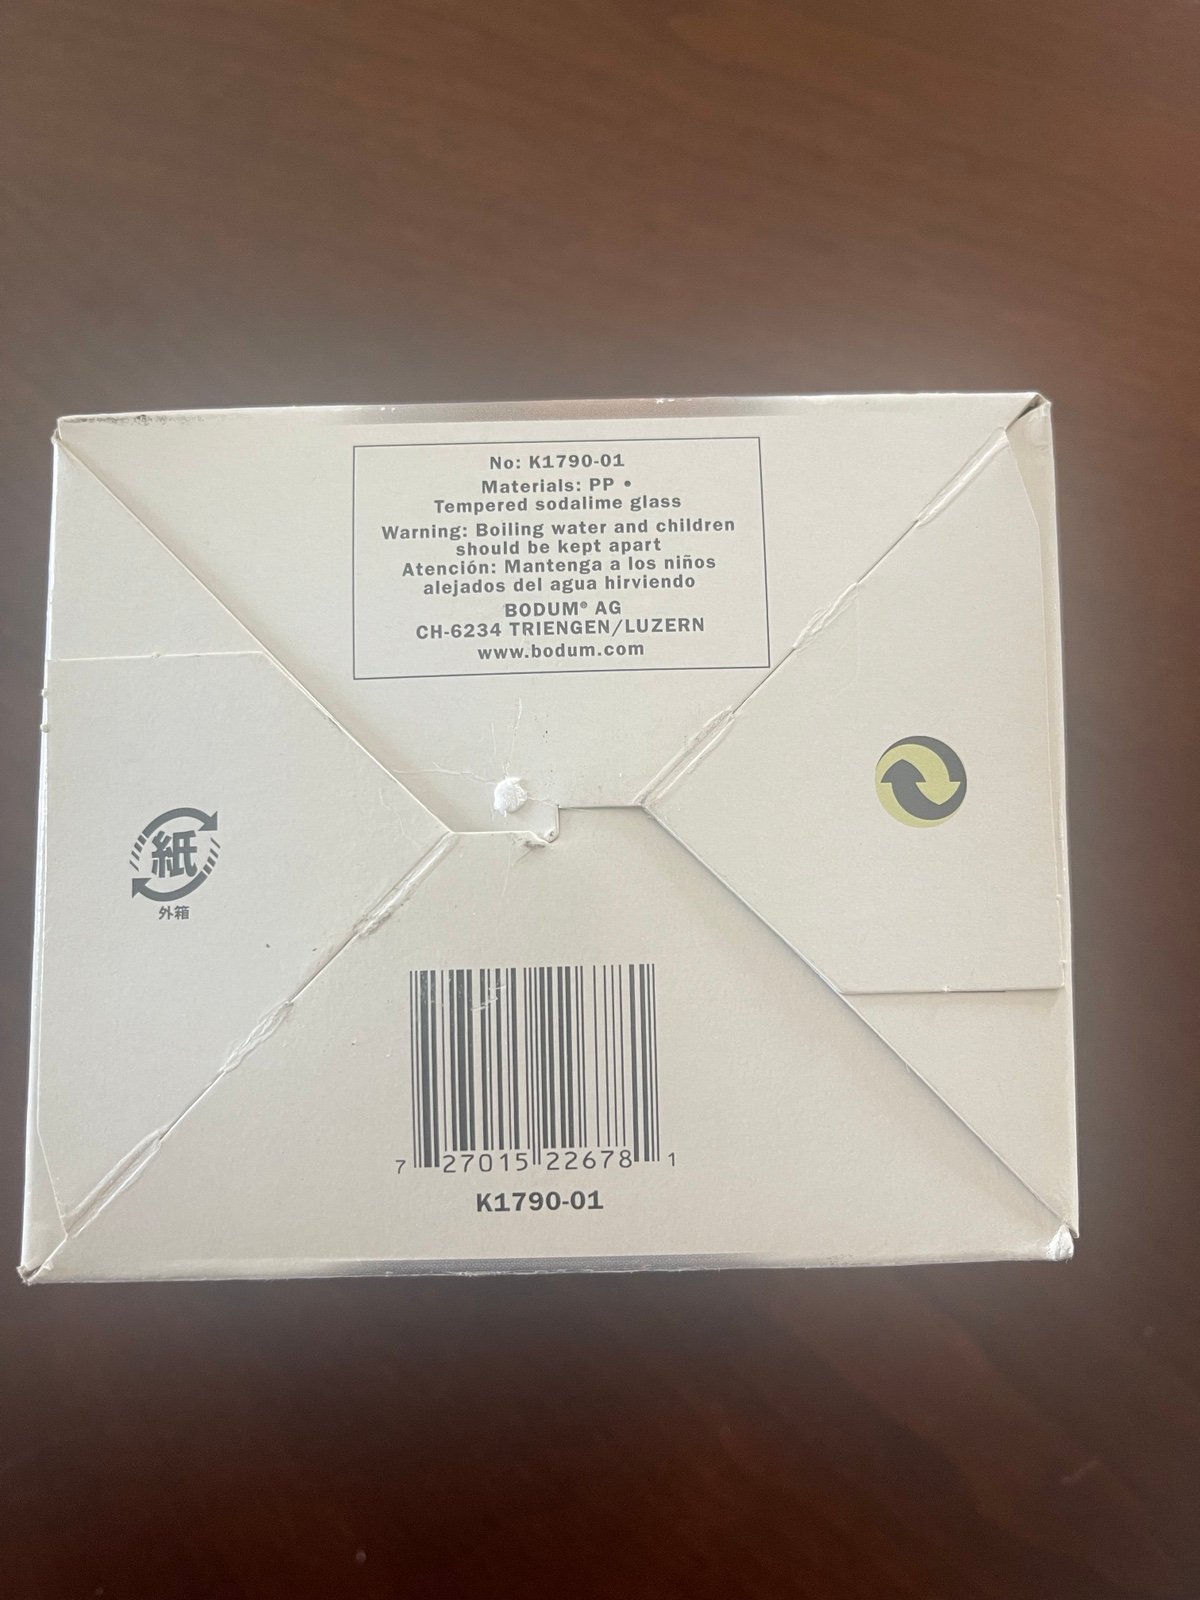 No: K1790-01
Materials: PP •
Tempered sodalime glass
Warning: Boiling water and children
should be kept apart
Atención: Mantenga a los niños
alejados del agua hirviendo
BODUM® AG
CH-6234 TRIENGEN/LUZERN
www.bodum.com
紙
外箱
7 27015 22678 1
K1790-01